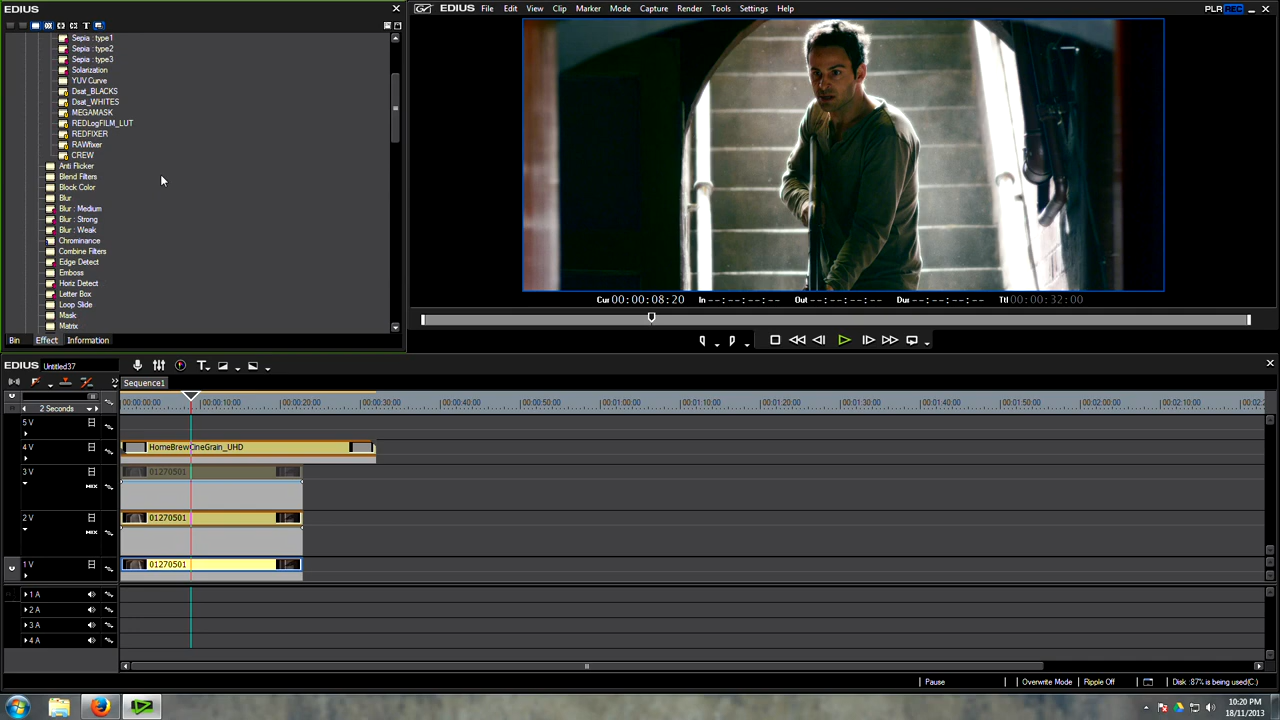 EDIUS
Sepia : type1
Sepia : type2
Sepia : type3
Solarization
YUV Curve
Dsat_BLACKS
Dsat_WHITES
MEGAMASK
REDLogFILM_LUT
REDFIXER
RAWfixer
CREW
Anti Flicker
Blend Filters
Block Color
Blur
Blur : Medium
Blur : Strong
Blur : Weak
Chrominance
Combine Filters
Edge Detect
Emboss
Horiz Detect
Letter Box
Loop Slide
Mask
Matrix
Bin Effect Information
EDIUS File Edit View Clip Marker Mode Capture Render Tools Settings Help PLR REC
Cur 00:00:08:20 In --:--:--:-- Out --:--:--:-- Dur --:--:--:-- Ttl 00:00:32:00
EDIUS Untitled37
Sequence1
2 Seconds
00:00:00:00 00:00:10:00 00:00:20:00 00:00:30:00 00:00:40:00 00:00:50:00 00:01:00:00 00:01:10:00 00:01:20:00 00:01:30:00 00:01:40:00 00:01:50:00 00:02:00:00 00:02:10:00 00:02:2
5 V
4 V HomeBrewCineGrain_UHD
3 V 01270501
MIX
2 V 01270501
MIX
1 V 01270501
1 A
2 A
3 A
4 A
Pause Overwrite Mode Ripple Off Disk :87% is being used(C:)
10:20 PM
18/11/2013